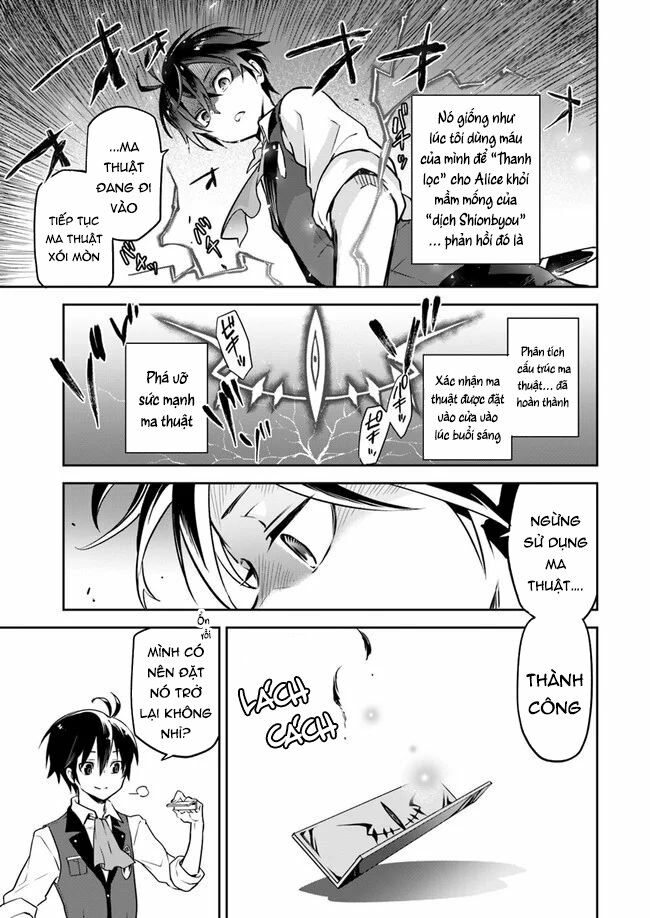 Nó giống như
lúc tôi dùng máu
của mình để "Thanh
lọc" cho Alice khỏi
mầm mống của
"dịch Shionbyou"
... phản hồi đó là
...MA
THUẬT
ĐANG ĐI
VÀO
TIẾP TỤC
MA THUẬT
XÓI MÒN
Phân tích
cấu trúc ma
thuật... đã
hoàn thành
Xác nhận ma
thuật được đặt
vào cửa vào
lúc buổi sáng
Phá vỡ
sức mạnh
ma thuật
NGỪNG
SỬ DỤNG
MA
THUẬT....
THÀNH
CÔNG
LÁCH
CÁCH
Ổn
rồi
MÌNH CÓ
NÊN ĐẶT
NÓ TRỞ
LẠI KHÔNG
NHỈ?